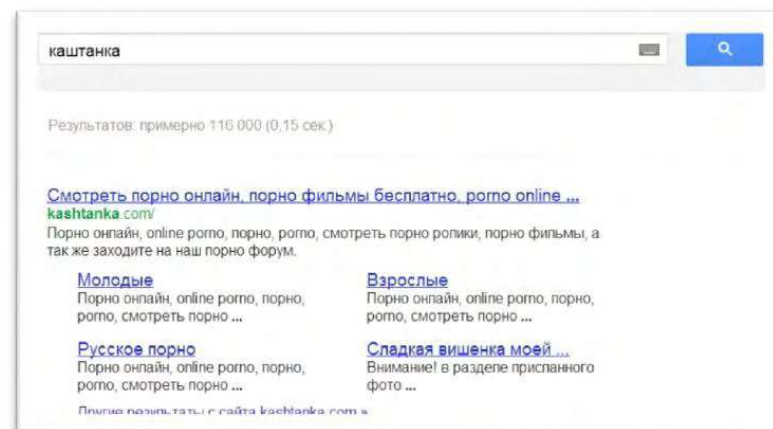 каштанка
Результатов: примерно 116 000 (0,15 сек.)
Смотреть порно онлайн, порно фильмы бесплатно, porno online ...
kashtanka.com/
Порно онлайн, online porno, порно, porno, смотреть порно ролики, порно фильмы, а
так же заходите на наш порно форум.
Молодые
Порно онлайн, online porno, порно,
porno, смотреть порно ...
Взрослые
Порно онлайн, online porno, порно,
porno, смотреть порно ...
Русское порно
Порно онлайн, online porno, порно,
porno, смотреть порно ...
Сладкая вишенка моей ...
Внимание! в разделе присланного
фото ...
Другие результаты с сайта kashtanka.com »